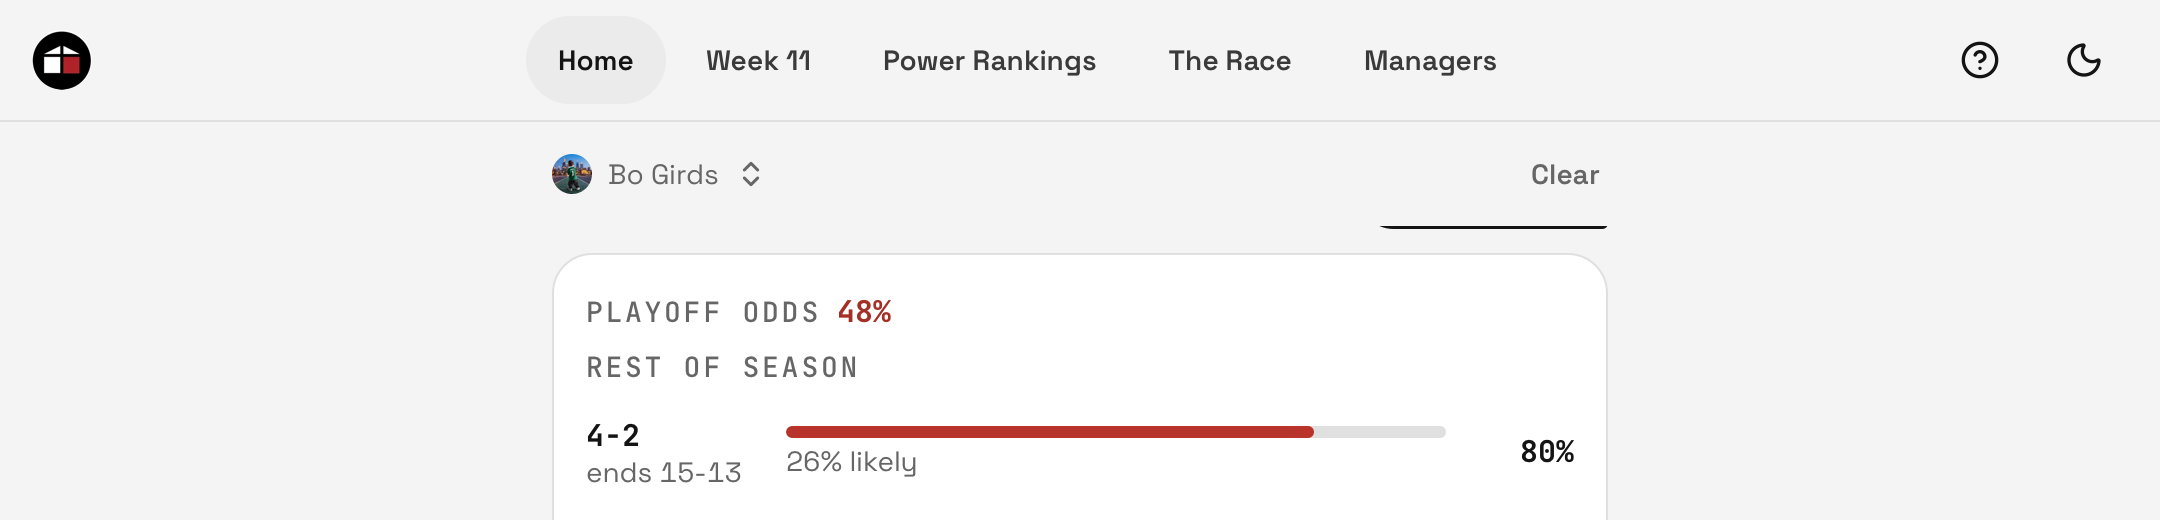 Home Week 11 Power Rankings The Race Managers
Bo Girds Clear
PLAYOFF ODDS 48%
REST OF SEASON
4-2
ends 15-13
26% likely
80%